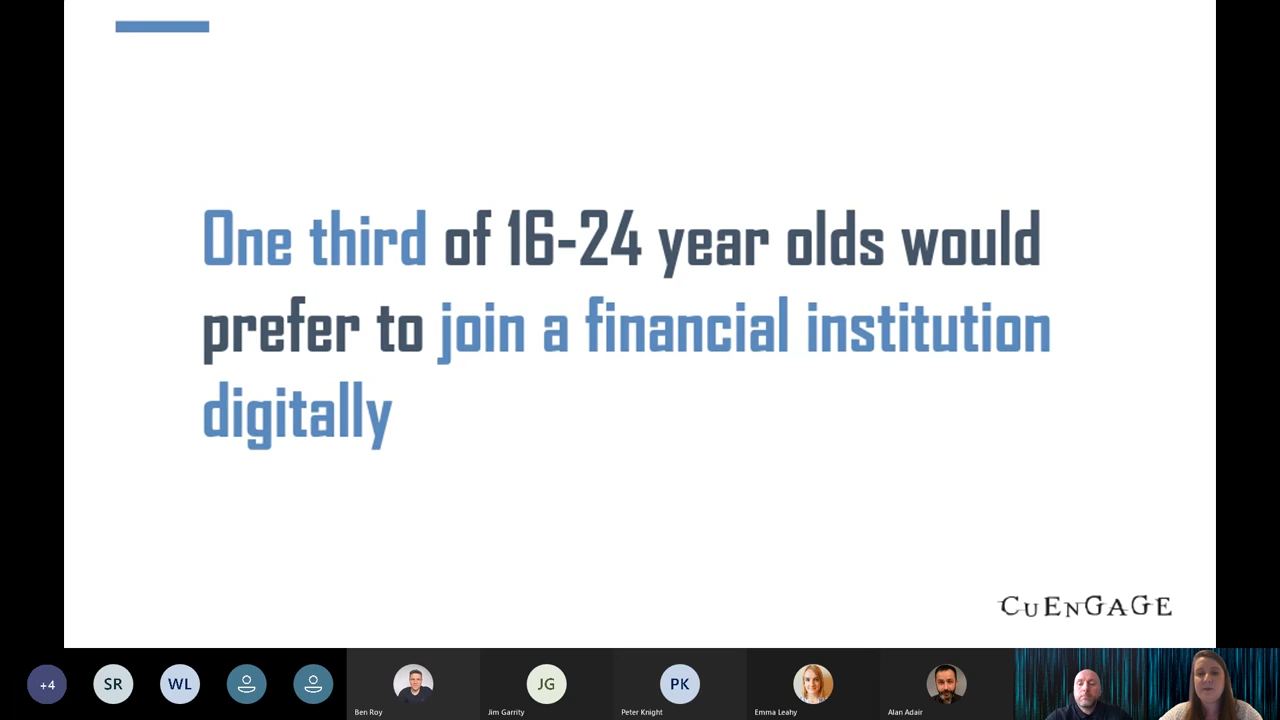 One third of 16-24 year olds would
prefer to join a financial institution
digitally
CUENGAGE
+4
SR
WL
Ben Roy
JG
Jim Garrity
PK
Peter Knight
Emma Leahy
Alan Adair